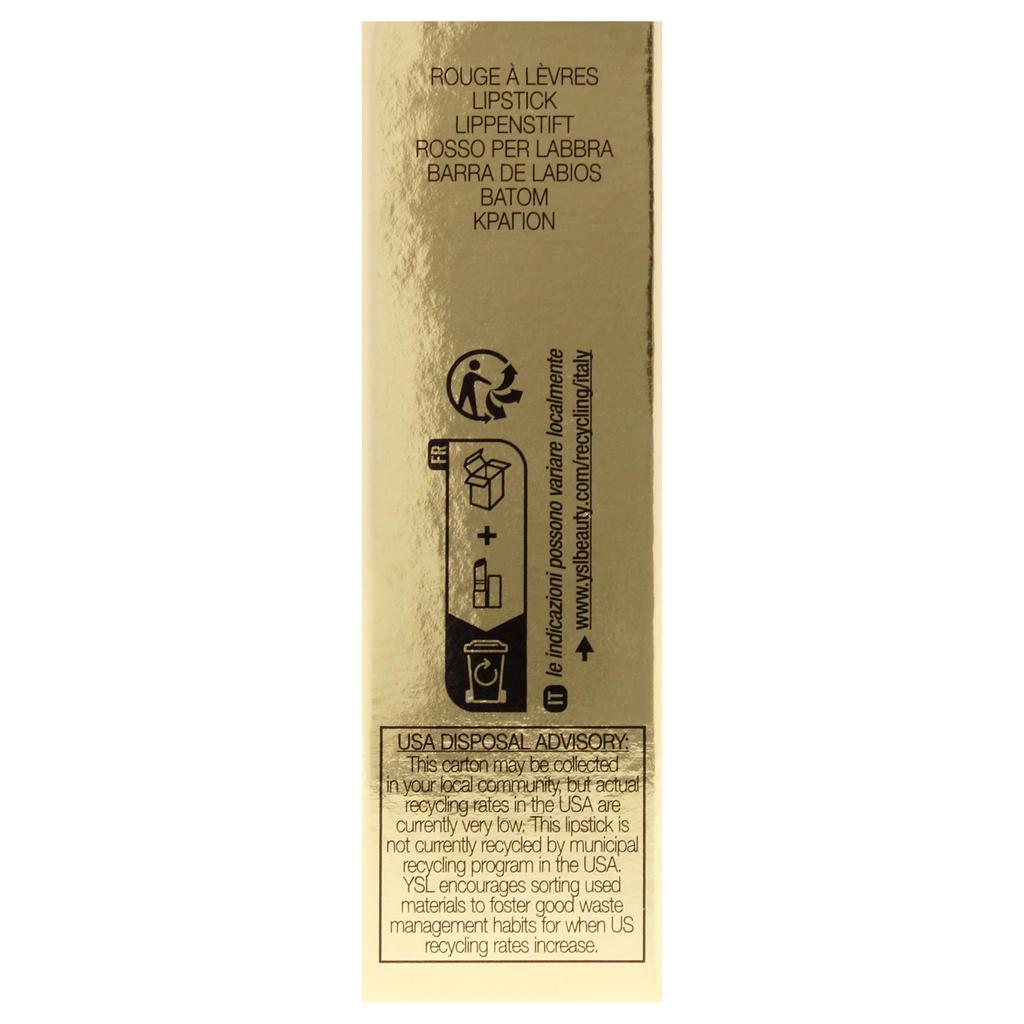 ROUGE À LÈVRES
LIPSTICK
LIPPENSTIFT
ROSSO PER LABBRA
BARRA DE LABIOS
BATOM
ΚΡΑΓΙΟΝ
FR
IT le indicazioni possono variare localmente
www.yslbeauty.com/recycling/italy
USA DISPOSAL ADVISORY:
This carton may be collected
in your local community, but actual
recycling rates in the USA are
currently very low. This lipstick is
not currently recycled by municipal
recycling program in the USA.
YSL encourages sorting used
materials to foster good waste
management habits for when US
recycling rates increase.